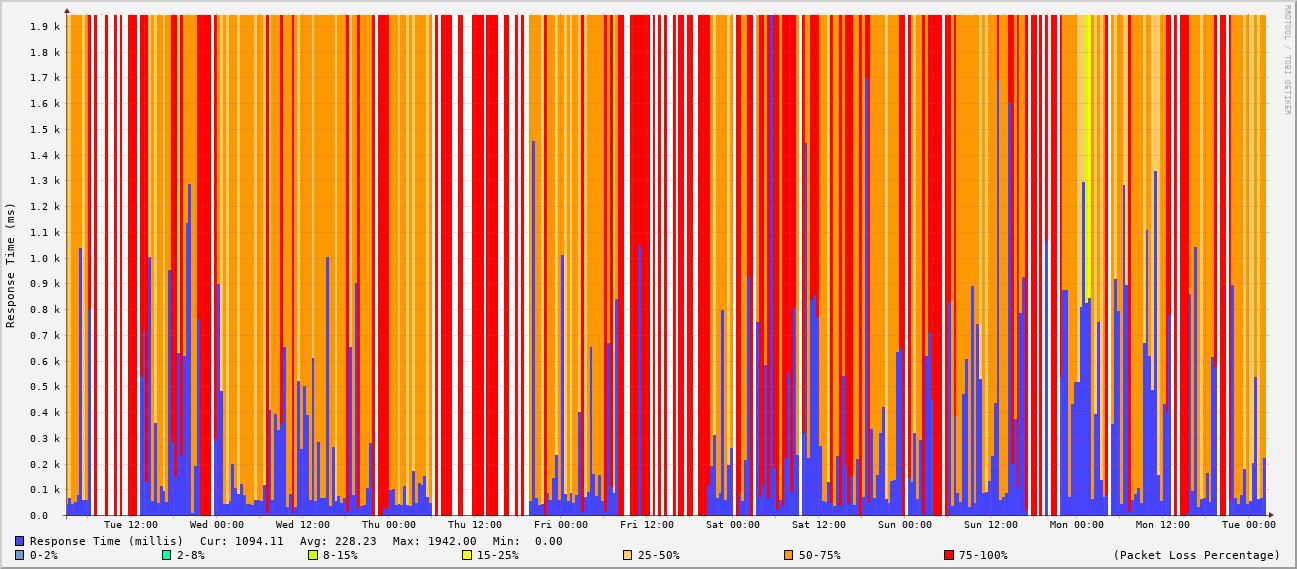 RRDTOOL / TOBI OETIKER
Response Time (ms)
1.9 k
1.8 k
1.7 k
1.6 k
1.5 k
1.4 k
1.3 k
1.2 k
1.1 k
1.0 k
0.9 k
0.8 k
0.7 k
0.6 k
0.5 k
0.4 k
0.3 k
0.2 k
0.1 k
0.0
Tue 12:00 Wed 00:00 Wed 12:00 Thu 00:00 Thu 12:00 Fri 00:00 Fri 12:00 Sat 00:00 Sat 12:00 Sun 00:00 Sun 12:00 Mon 00:00 Mon 12:00 Tue 00:00
Response Time (millis) Cur: 1094.11 Avg: 228.23 Max: 1942.00 Min: 0.00
0-2% 2-8% 8-15% 15-25% 25-50% 50-75% 75-100% (Packet Loss Percentage)